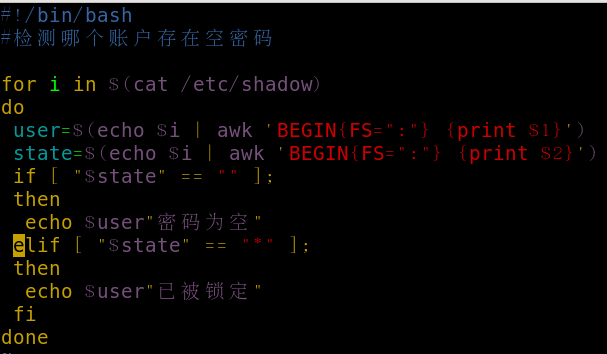 #!/bin/bash
#检测哪个账户存在空密码
for i in $(cat /etc/shadow)
do
 user=$(echo $i | awk 'BEGIN{FS=":"} {print $1}')
 state=$(echo $i | awk 'BEGIN{FS=":"} {print $2}')
 if [ "$state" == "" ];
 then
  echo $user"密码为空"
 elif [ "$state" == "*" ];
 then
  echo $user"已被锁定"
 fi
done